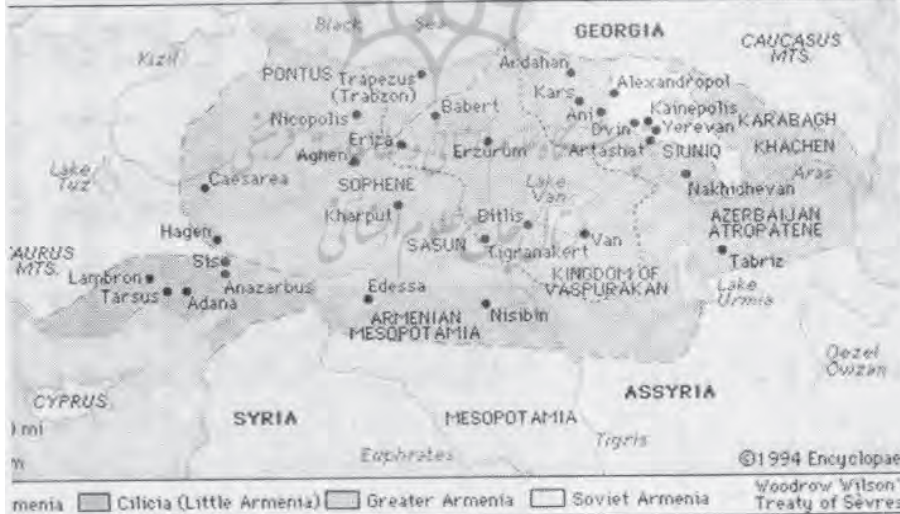 Black Sea
GEORGIA
CAUCASUS
MTS.
Kizil
PONTUS
Trapezus
(Trabzon)
Ardahan
Alexandropol
Kars
Babert
Ani
Kainepolis
Nicopolis
Dvin
Yerevan
KARABAGH
Eriza
Erzurum
Artashat
SIUNIQ
KHACHEN
Aghen
Lake
Tuz
Caesarea
SOPHENE
Lake
Van
Nakhichevan
Aras
Kharput
Bitlis
AZERBAIJAN
ATROPATENE
Hagen
SASUN
Tigranakert
Van
Tabriz
TAURUS
MTS.
Sis
KINGDOM OF
VASPURAKAN
Lambron
Tarsus
Adana
Anazarbus
Edessa
Nisibin
Lake
Urmia
ARMENIAN
MESOPOTAMIA
Qezel
Owzan
CYPRUS
SYRIA
ASSYRIA
MESOPOTAMIA
) mi
Euphrates
Tigris
©1994 Encyclopae
menia
Cilicia (Little Armenia)
Greater Armenia
Soviet Armenia
Woodrow Wilson'
Treaty of Sèvres